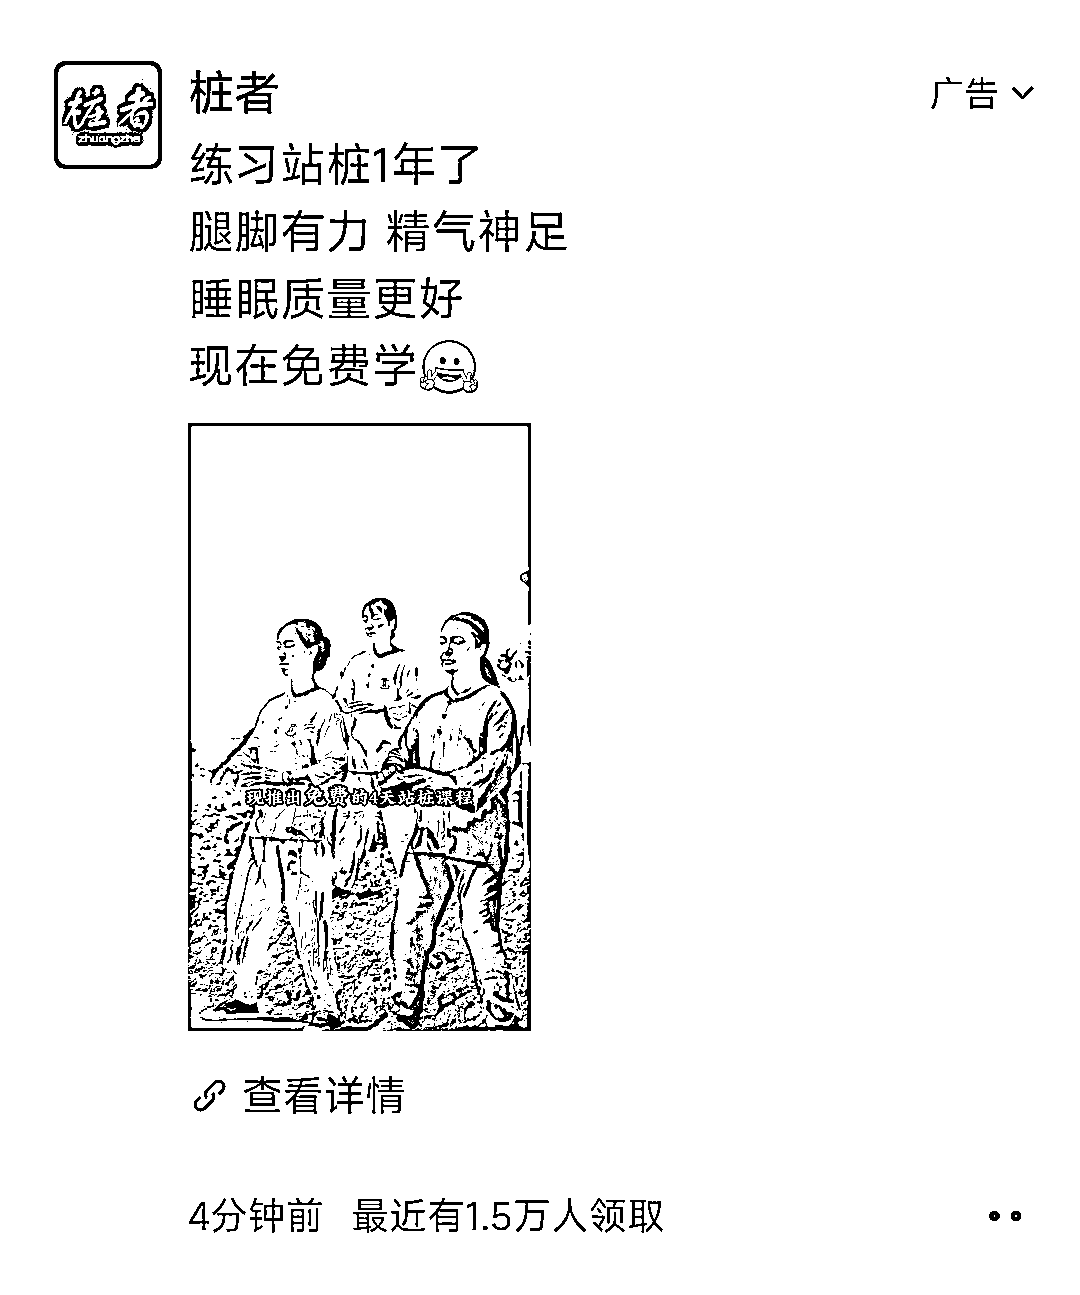 桩者
zhuangzhe
桩者
广告
练习站桩1年了
腿脚有力 精气神足
睡眠质量更好
现在免费学
现推出免费的4天站桩课程
查看详情
4分钟前 最近有1.5万人领取